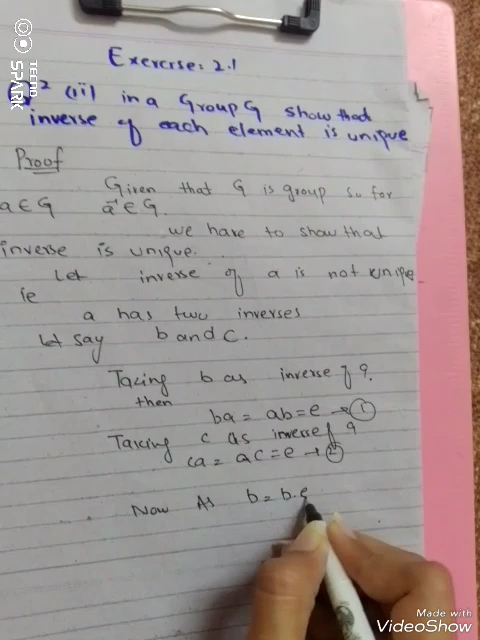 Exercise: 2.1
Q 2 (ii) in a Group G show that
inverse of each element is unique
Proof
Given that G is group so for
a ∈ G a⁻¹ ∈ G.
we have to show that
inverse is unique.
Let inverse of a is not unique
ie
a has two inverses
Let say b and c.
Taking b as inverse of a.
then
ba = ab = e → ①
Taking c as inverse of a
ca = ac = e → ②
Now As b = b.e
TECNO
SPARK
Made with
VideoShow